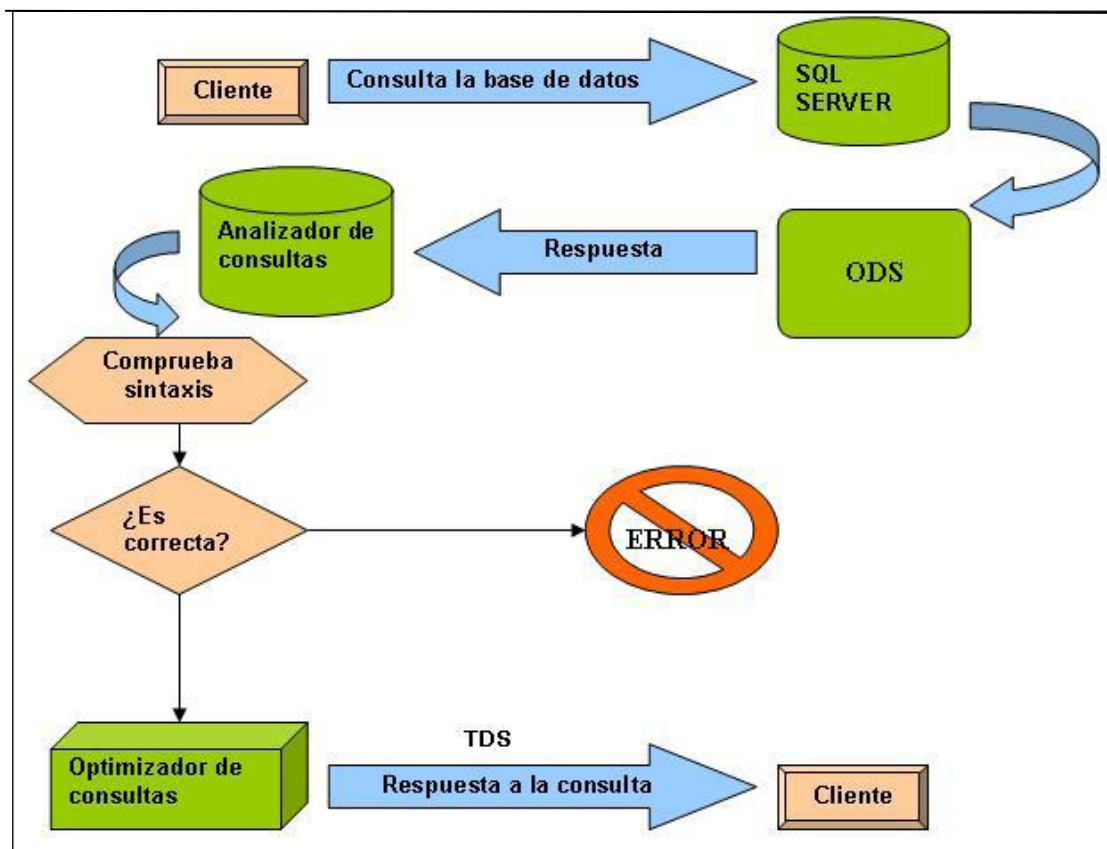 Cliente
Consulta la base de datos
SQL
SERVER
Analizador de
consultas
Respuesta
ODS
Comprueba
sintaxis
¿Es
correcta?
ERROR
Optimizador de
consultas
TDS
Respuesta a la consulta
Cliente